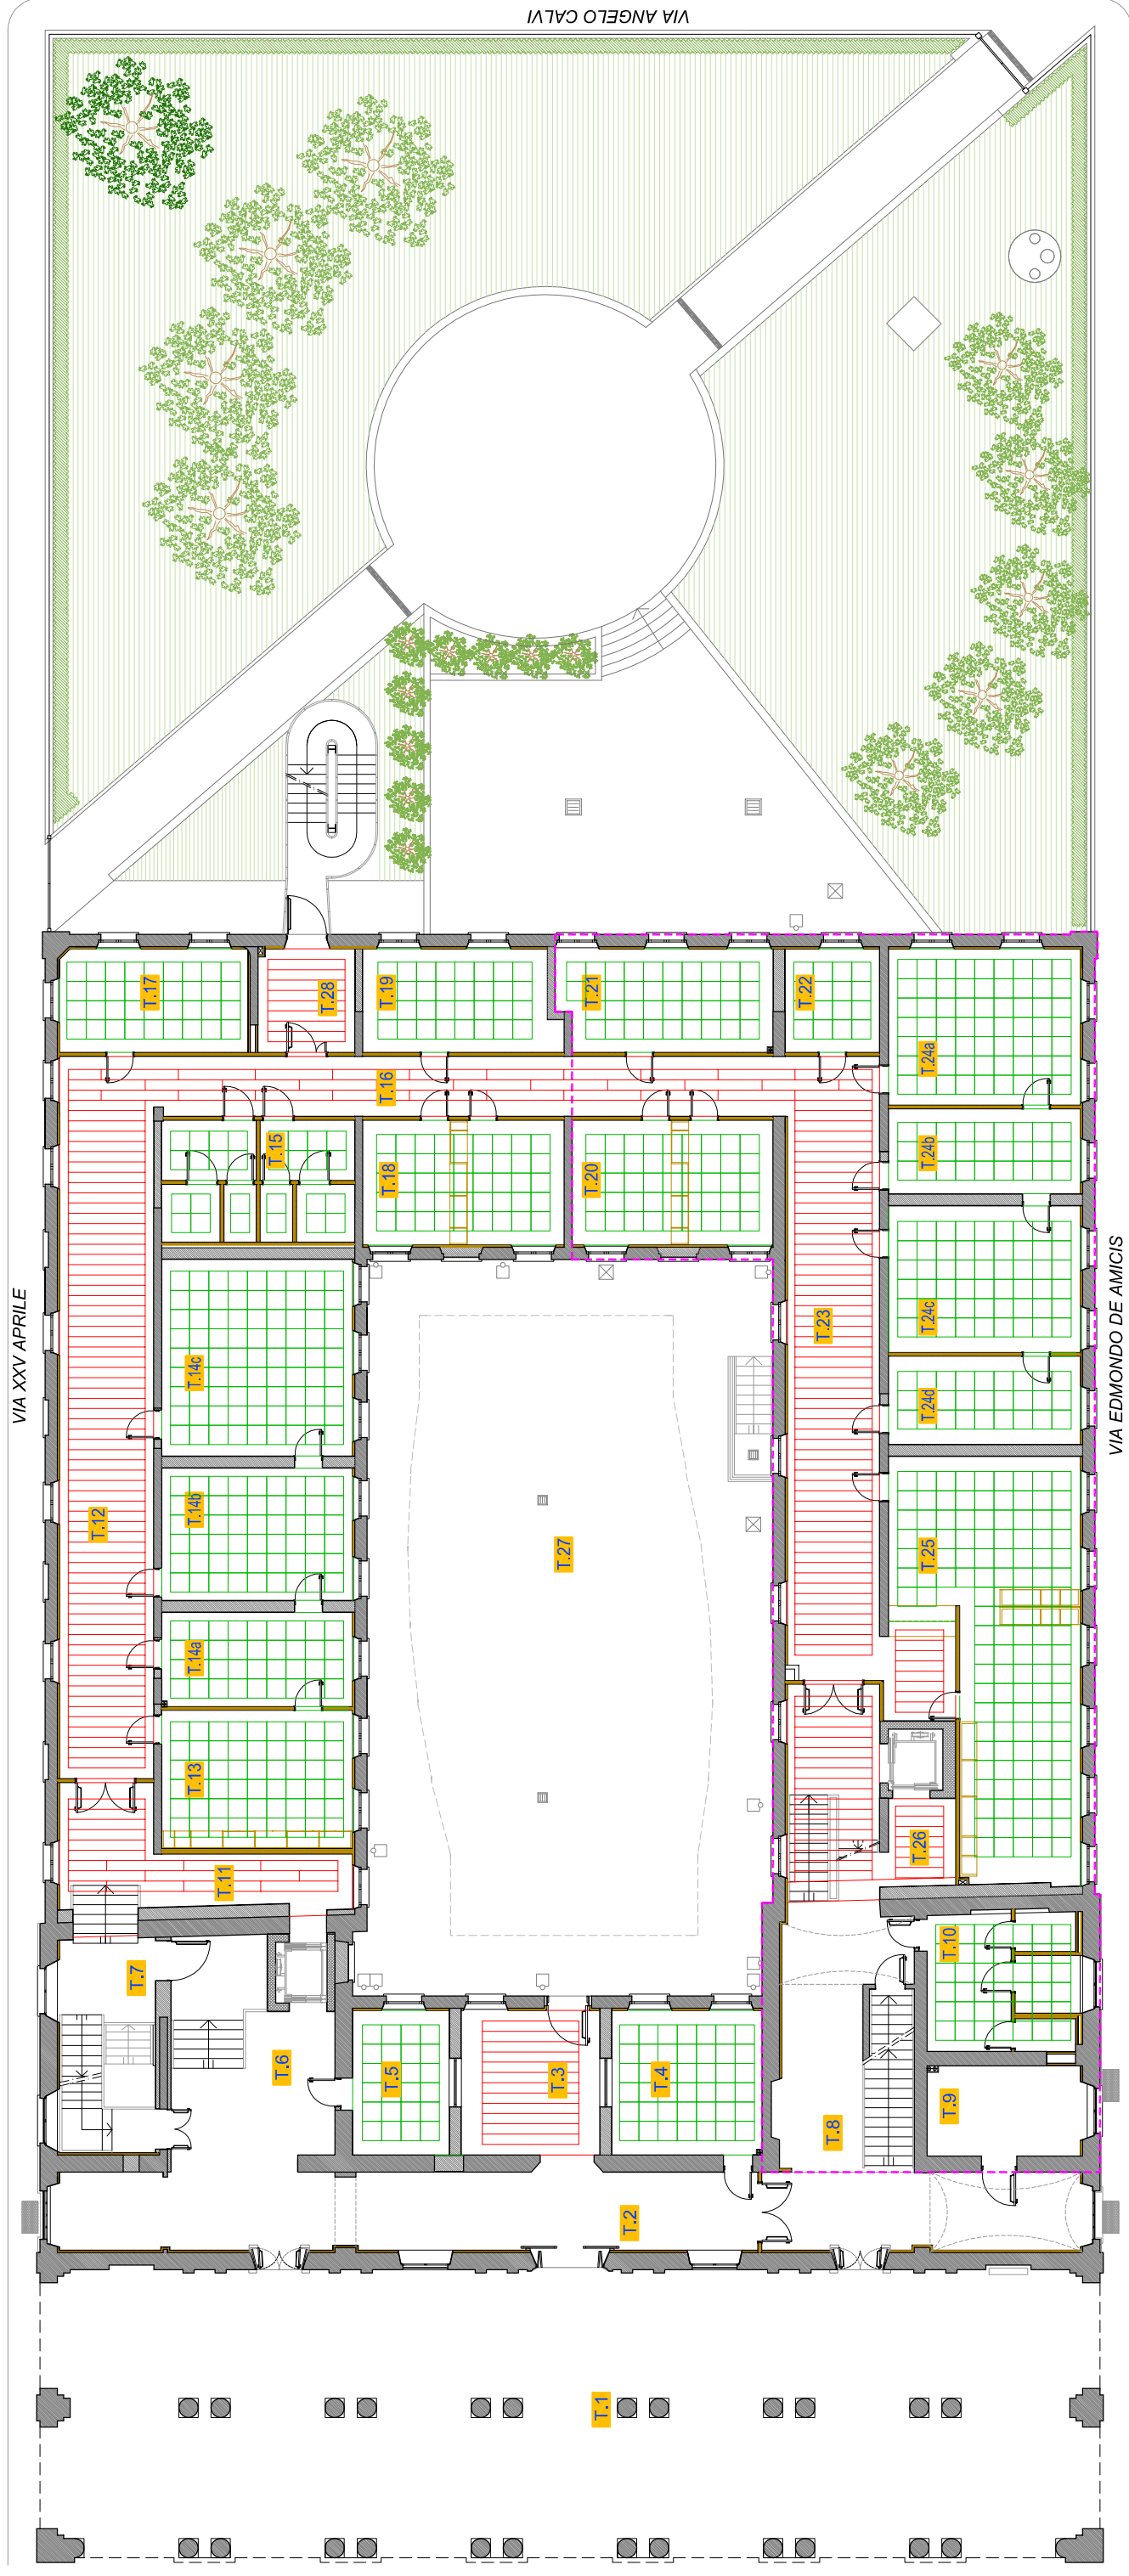 VIA ANGELO CALVI
VIA XXV APRILE
VIA EDMONDO DE AMICIS
T.17
T.28
T.19
T.21
T.22
T.24a
T.16
T.15
T.18
T.20
T.24b
T.24c
T.23
T.14c
T.24d
T.12
T.14b
T.27
T.25
T.14a
T.13
T.26
T.11
T.10
T.7
T.6
T.5
T.3
T.4
T.8
T.9
T.2
T.1